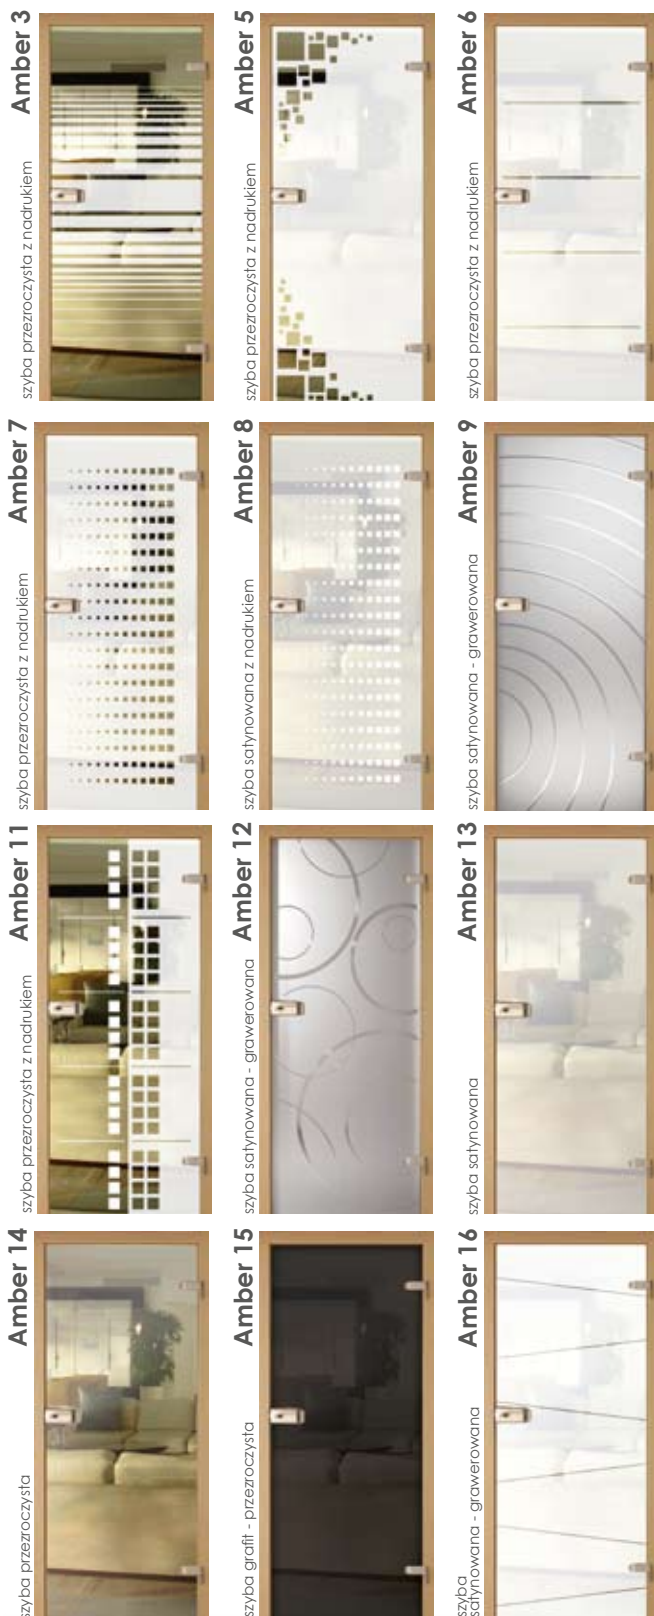 Amber 3
szyba przezroczysta z nadrukiem
Amber 5
szyba przezroczysta z nadrukiem
Amber 6
szyba przezroczysta z nadrukiem
Amber 7
szyba przezroczysta z nadrukiem
Amber 8
szyba satynowana z nadrukiem
Amber 9
szyba satynowana - grawerowana
Amber 11
szyba przezroczysta z nadrukiem
Amber 12
szyba satynowana - grawerowana
Amber 13
szyba satynowana
Amber 14
szyba przezroczysta
Amber 15
szyba grafit - przezroczysta
Amber 16
szyba
satynowana - grawerowana